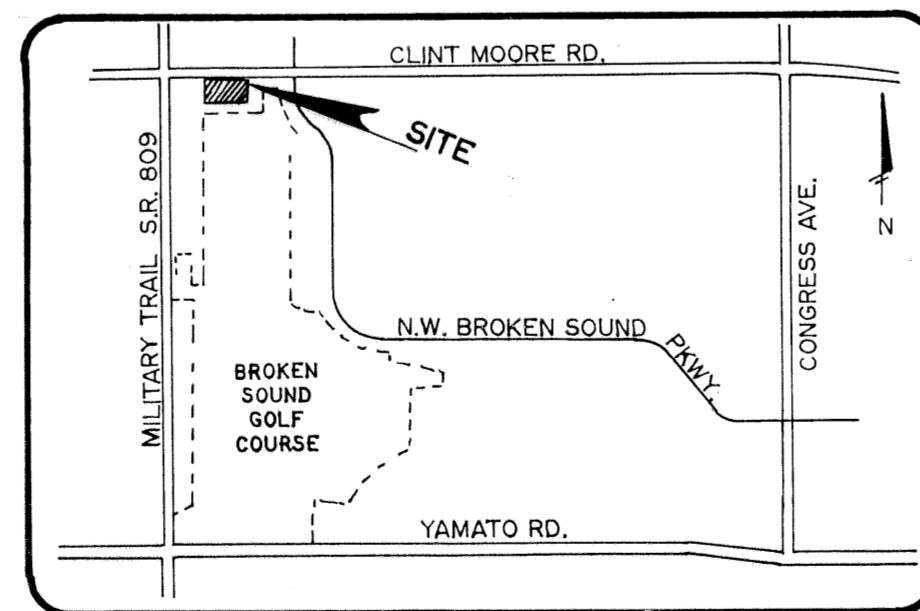 CLINT MOORE RD.
SITE
MILITARY TRAIL S.R. 809
N
CONGRESS AVE.
N.W. BROKEN SOUND
PKWY.
BROKEN
SOUND
GOLF
COURSE
YAMATO RD.